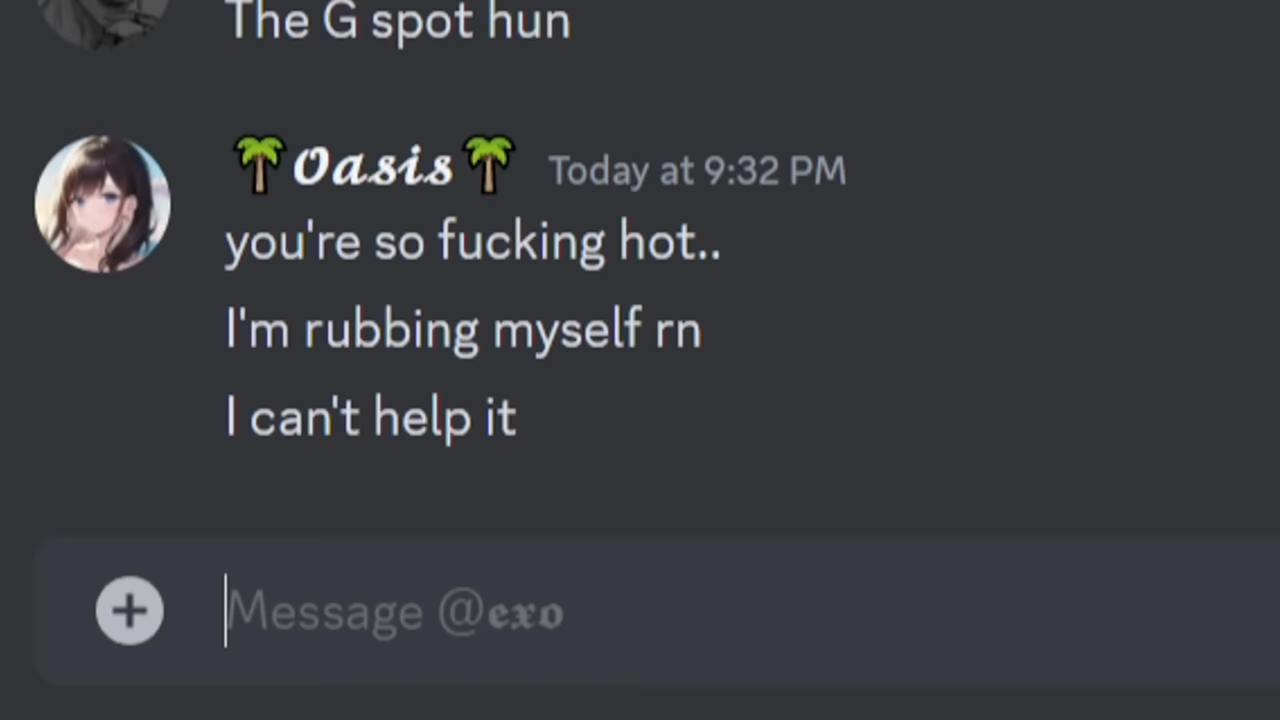 The G spot hun
🌴Oasis🌴 Today at 9:32 PM
you're so fucking hot..
I'm rubbing myself rn
I can't help it
Message @exo